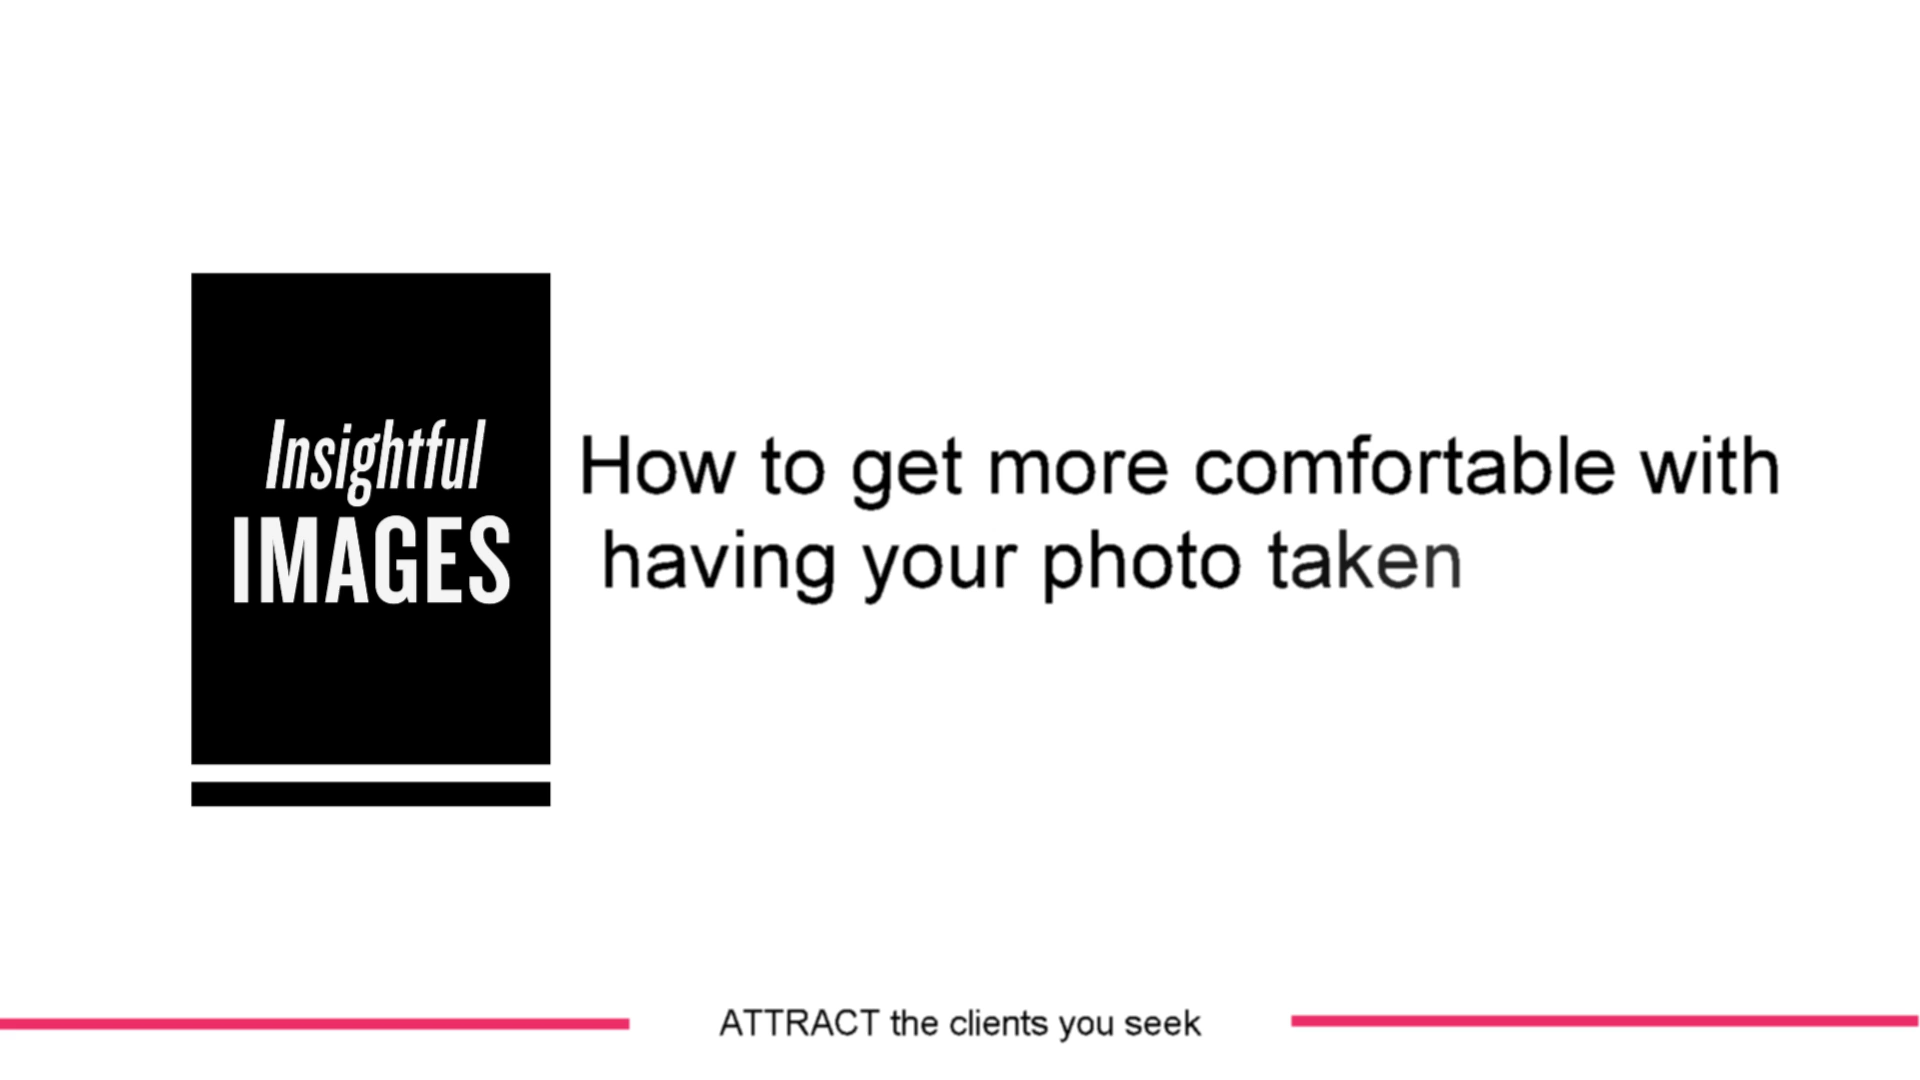 Insightful
IMAGES
How to get more comfortable with
having your photo taken
ATTRACT the clients you seek